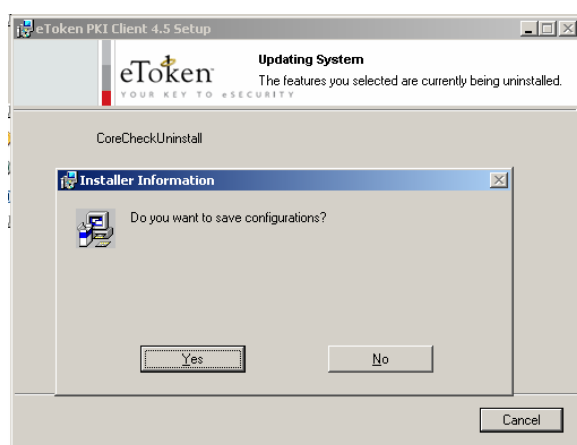 eToken PKI Client 4.5 Setup
eToken
YOUR KEY TO eSECURITY
Updating System
The features you selected are currently being uninstalled.
CoreCheckUninstall
Installer Information
Do you want to save configurations?
Yes
No
Cancel